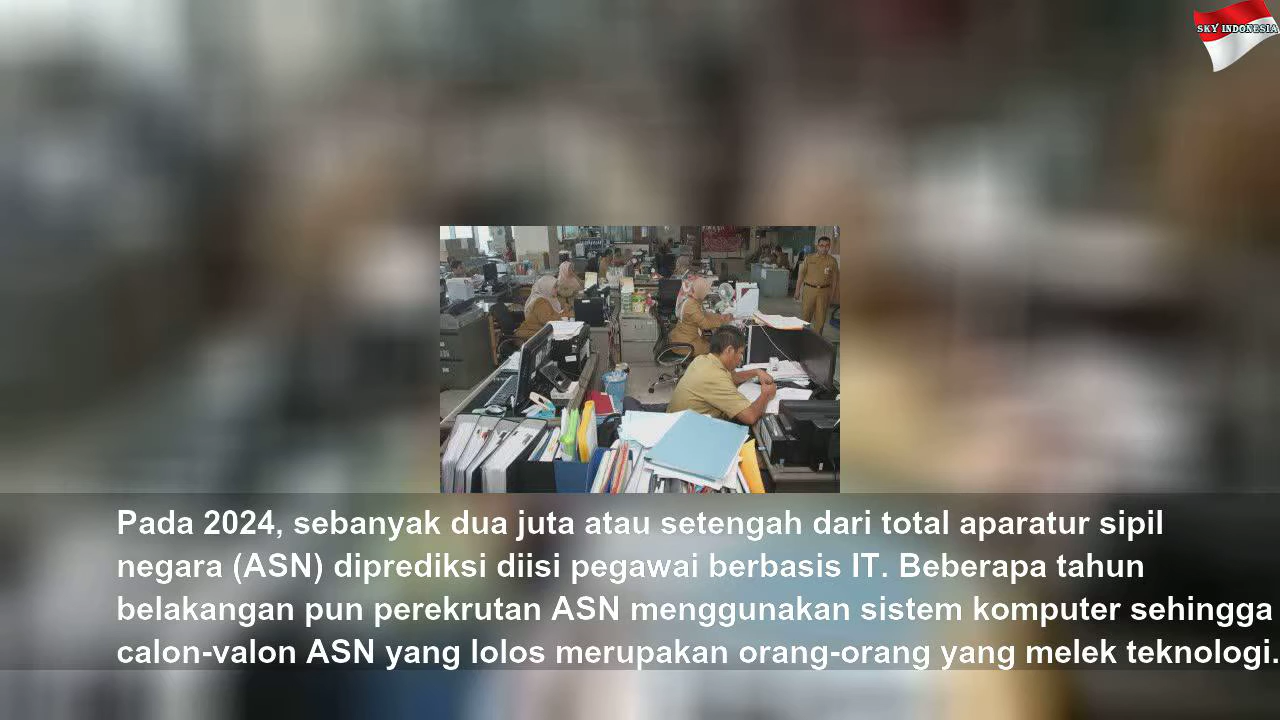 SKY INDONESIA
Pada 2024, sebanyak dua juta atau setengah dari total aparatur sipil
negara (ASN) diprediksi diisi pegawai berbasis IT. Beberapa tahun
belakangan pun perekrutan ASN menggunakan sistem komputer sehingga
calon-valon ASN yang lolos merupakan orang-orang yang melek teknologi.